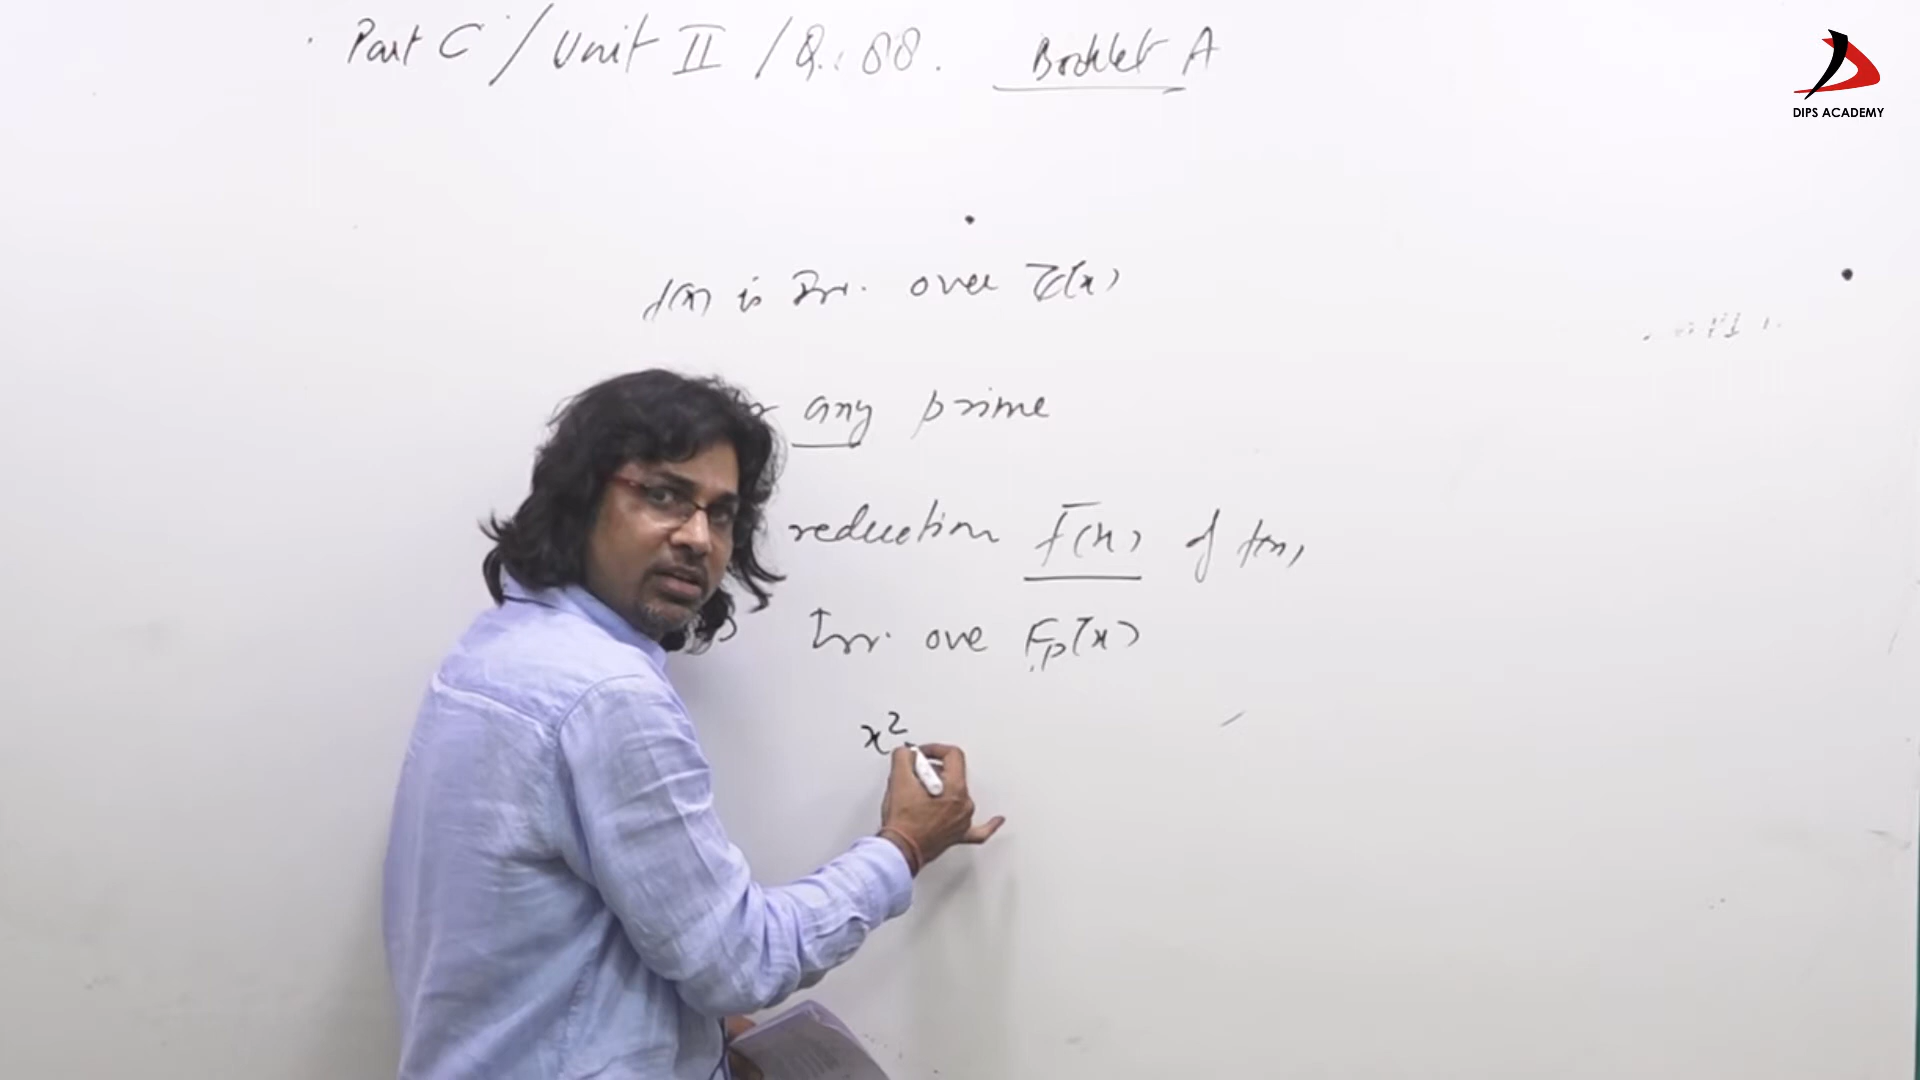 Part C / Unit II / Q.: 88. Booklet A
DIPS ACADEMY
f(x) is Irr. over Z[x]
any prime
reduction f̅(x) of f(x),
Irr. ove Fp[x]
x²